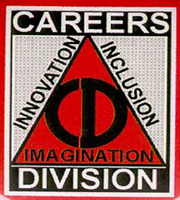 CAREERS
INNOVATION
INCLUSION
CD
IMAGINATION
DIVISION